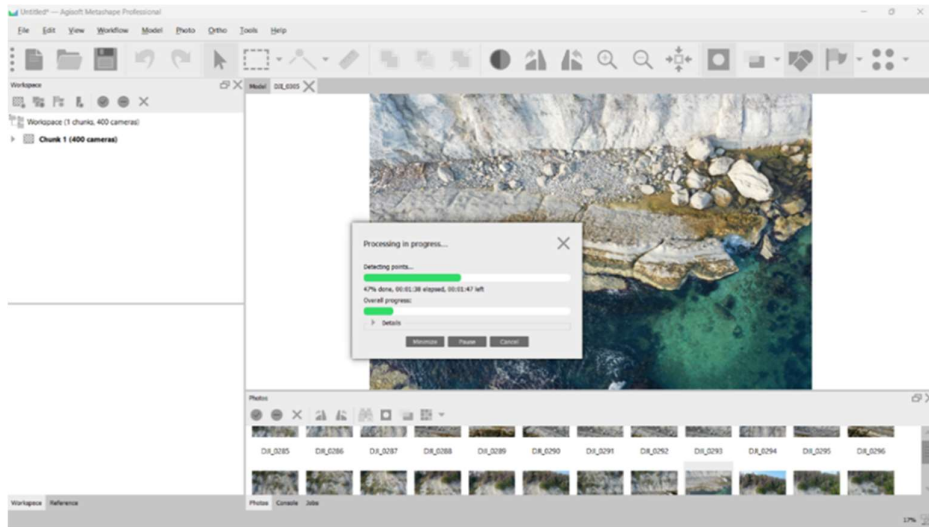 Untitled* — Agisoft Metashape Professional
File Edit View Workflow Model Photo Ortho Tools Help
Workspace
Workspace (1 chunks, 400 cameras)
Chunk 1 (400 cameras)
Model DJI_0305
Processing in progress...
Detecting points...
47% done, 00:01:38 elapsed, 00:01:47 left
Overall progress:
Details
Minimize Pause Cancel
Photos
DJI_0285 DJI_0286 DJI_0287 DJI_0288 DJI_0289 DJI_0290 DJI_0291 DJI_0292 DJI_0293 DJI_0294 DJI_0295 DJI_0296
Workspace Reference
Photos Console Jobs
17%